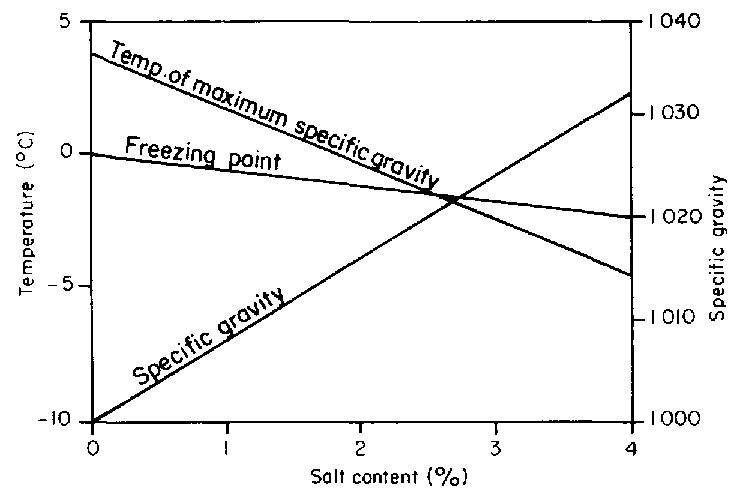 5
0
-5
-10
Temperature (°C)
Temp. of maximum specific gravity
Freezing point
Specific gravity
1 040
1 030
1 020
1 010
1 000
Specific gravity
0 1 2 3 4
Salt content (%)